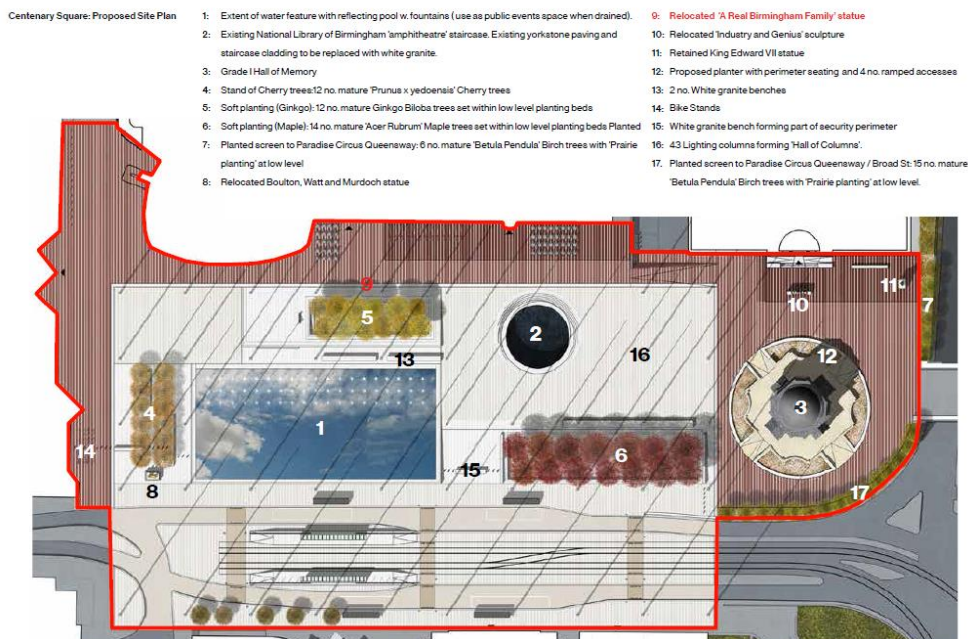 Centenary Square: Proposed Site Plan
1: Extent of water feature with reflecting pool w. fountains ( use as public events space when drained).
2: Existing National Library of Birmingham 'amphitheatre' staircase. Existing yorkstone paving and
staircase cladding to be replaced with white granite.
3: Grade I Hall of Memory
4: Stand of Cherry trees:12 no. mature 'Prunus x yedoensis' Cherry trees
5: Soft planting (Ginkgo): 12 no. mature Ginkgo Biloba trees set within low level planting beds
6: Soft planting (Maple): 14 no. mature 'Acer Rubrum' Maple trees set within low level planting beds Planted
7: Planted screen to Paradise Circus Queensway: 6 no. mature 'Betula Pendula' Birch trees with 'Prairie
planting' at low level
8: Relocated Boulton, Watt and Murdoch statue
9: Relocated 'A Real Birmingham Family' statue
10: Relocated 'Industry and Genius' sculpture
11: Retained King Edward VII statue
12: Proposed planter with perimeter seating and 4 no. ramped accesses
13: 2 no. White granite benches
14: Bike Stands
15: White granite bench forming part of security perimeter
16: 43 Lighting columns forming 'Hall of Columns'.
17. Planted screen to Paradise Circus Queensway / Broad St: 15 no. mature
'Betula Pendula' Birch trees with 'Prairie planting' at low level.
9
11
10
7
5
2
16
13
12
3
4
1
14
6
15
8
17